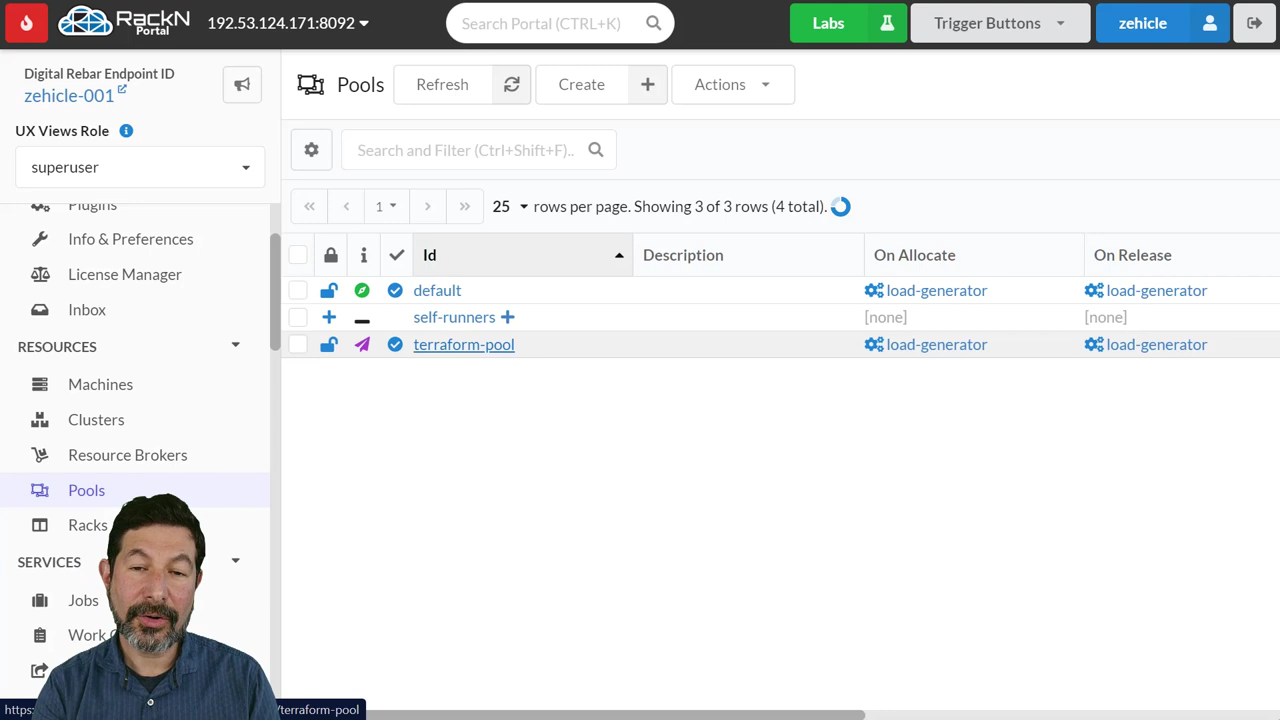 RackN
Portal
192.53.124.171:8092
Search Portal (CTRL+K)
Labs
Trigger Buttons
zehicle
Digital Rebar Endpoint ID
zehicle-001
UX Views Role
superuser
Plugins
Info & Preferences
License Manager
Inbox
RESOURCES
Machines
Clusters
Resource Brokers
Pools
Racks
SERVICES
Jobs
Work
Pools
Refresh
Create
Actions
Search and Filter (Ctrl+Shift+F)..
1
25 rows per page. Showing 3 of 3 rows (4 total).
Id Description On Allocate On Release
default load-generator load-generator
self-runners [none] [none]
terraform-pool load-generator load-generator
https:
/terraform-pool